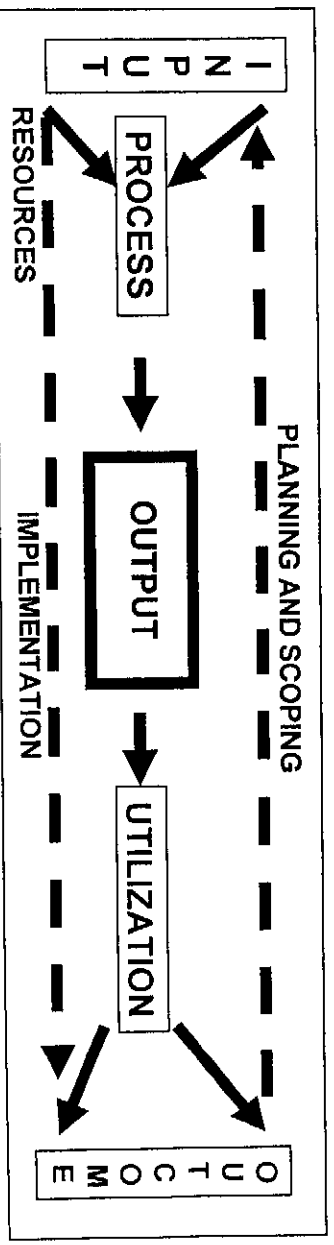 PLANNING AND SCOPING
INPUT
PROCESS
OUTPUT
UTILIZATION
OUTCOME
RESOURCES
IMPLEMENTATION